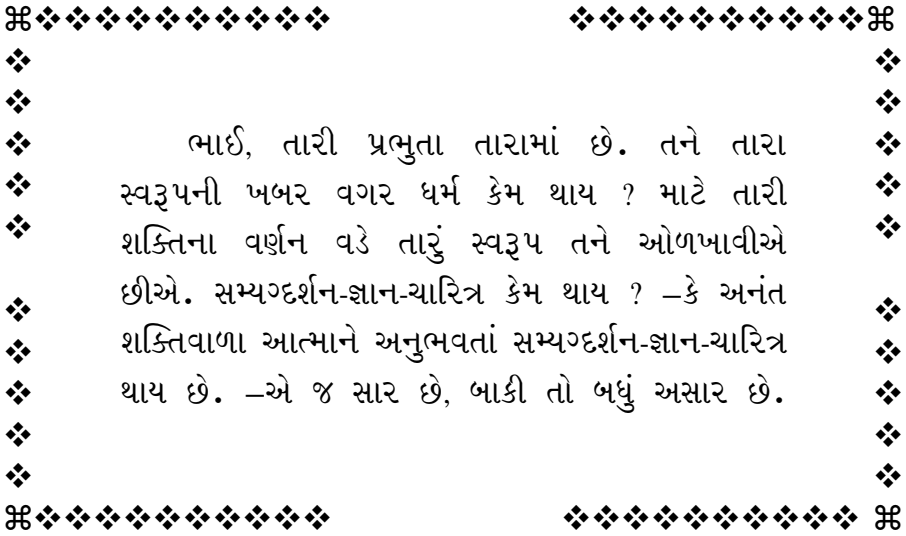 ભાઈ, તારી પ્રભુતા તારામાં છે. તને તારા
સ્વરૂપની ખબર વગર ધર્મ કેમ થાય ? માટે તારી
શક્તિના વર્ણન વડે તારું સ્વરૂપ તને ઓળખાવીએ
છીએ. સમ્યગ્દર્શન-જ્ઞાન-ચારિત્ર કેમ થાય ? –કે અનંત
શક્તિવાળા આત્માને અનુભવતાં સમ્યગ્દર્શન-જ્ઞાન-ચારિત્ર
થાય છે. –એ જ સાર છે, બાકી તો બધું અસાર છે.